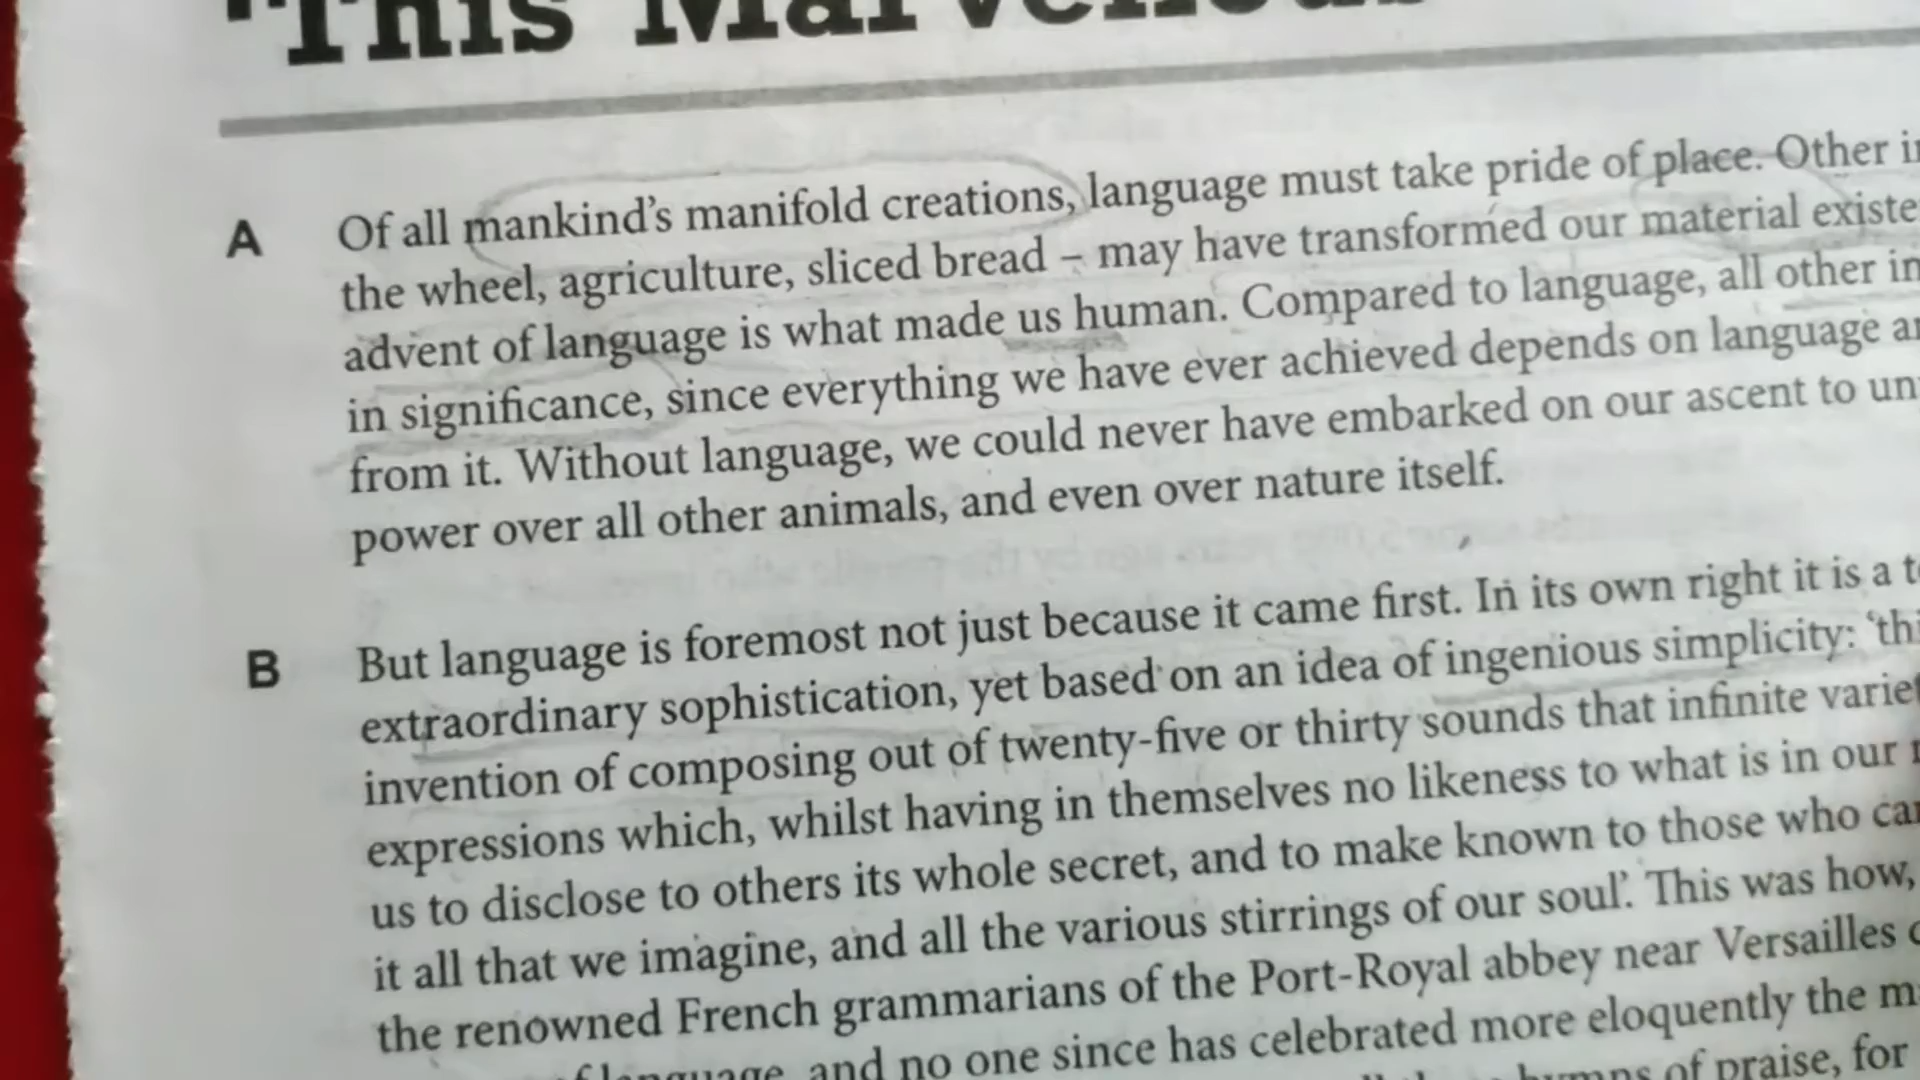 'This Marvellous
A Of all mankind's manifold creations, language must take pride of place. Other
the wheel, agriculture, sliced bread – may have transformed our material
advent of language is what made us human. Compared to language, all other
in significance, since everything we have ever achieved depends on language
from it. Without language, we could never have embarked on our ascent to
power over all other animals, and even over nature itself.
B But language is foremost not just because it came first. In its own right it is a
extraordinary sophistication, yet based on an idea of ingenious simplicity:
invention of composing out of twenty-five or thirty sounds that infinite
expressions which, whilst having in themselves no likeness to what is in our
us to disclose to others its whole secret, and to make known to those who
it all that we imagine, and all the various stirrings of our soul'. This was how,
the renowned French grammarians of the Port-Royal abbey near Versailles
language, and no one since has celebrated more eloquently the
hymns of praise, for